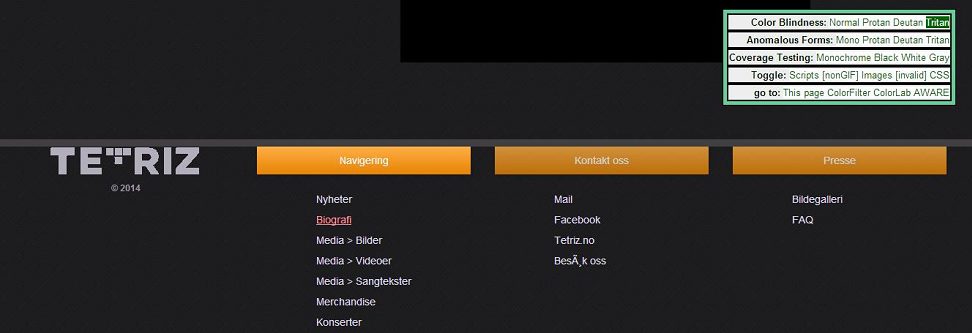 Color Blindness: Normal Protan Deutan Tritan
Anomalous Forms: Mono Protan Deutan Tritan
Coverage Testing: Monochrome Black White Gray
Toggle: Scripts [nonGIF] Images [invalid] CSS
go to: This page ColorFilter ColorLab AWARE
TETRIZ
© 2014
Navigering
Nyheter
Biografi
Media > Bilder
Media > Videoer
Media > Sangtekster
Merchandise
Konserter
Kontakt oss
Mail
Facebook
Tetriz.no
BesÃ¸k oss
Presse
Bildegalleri
FAQ